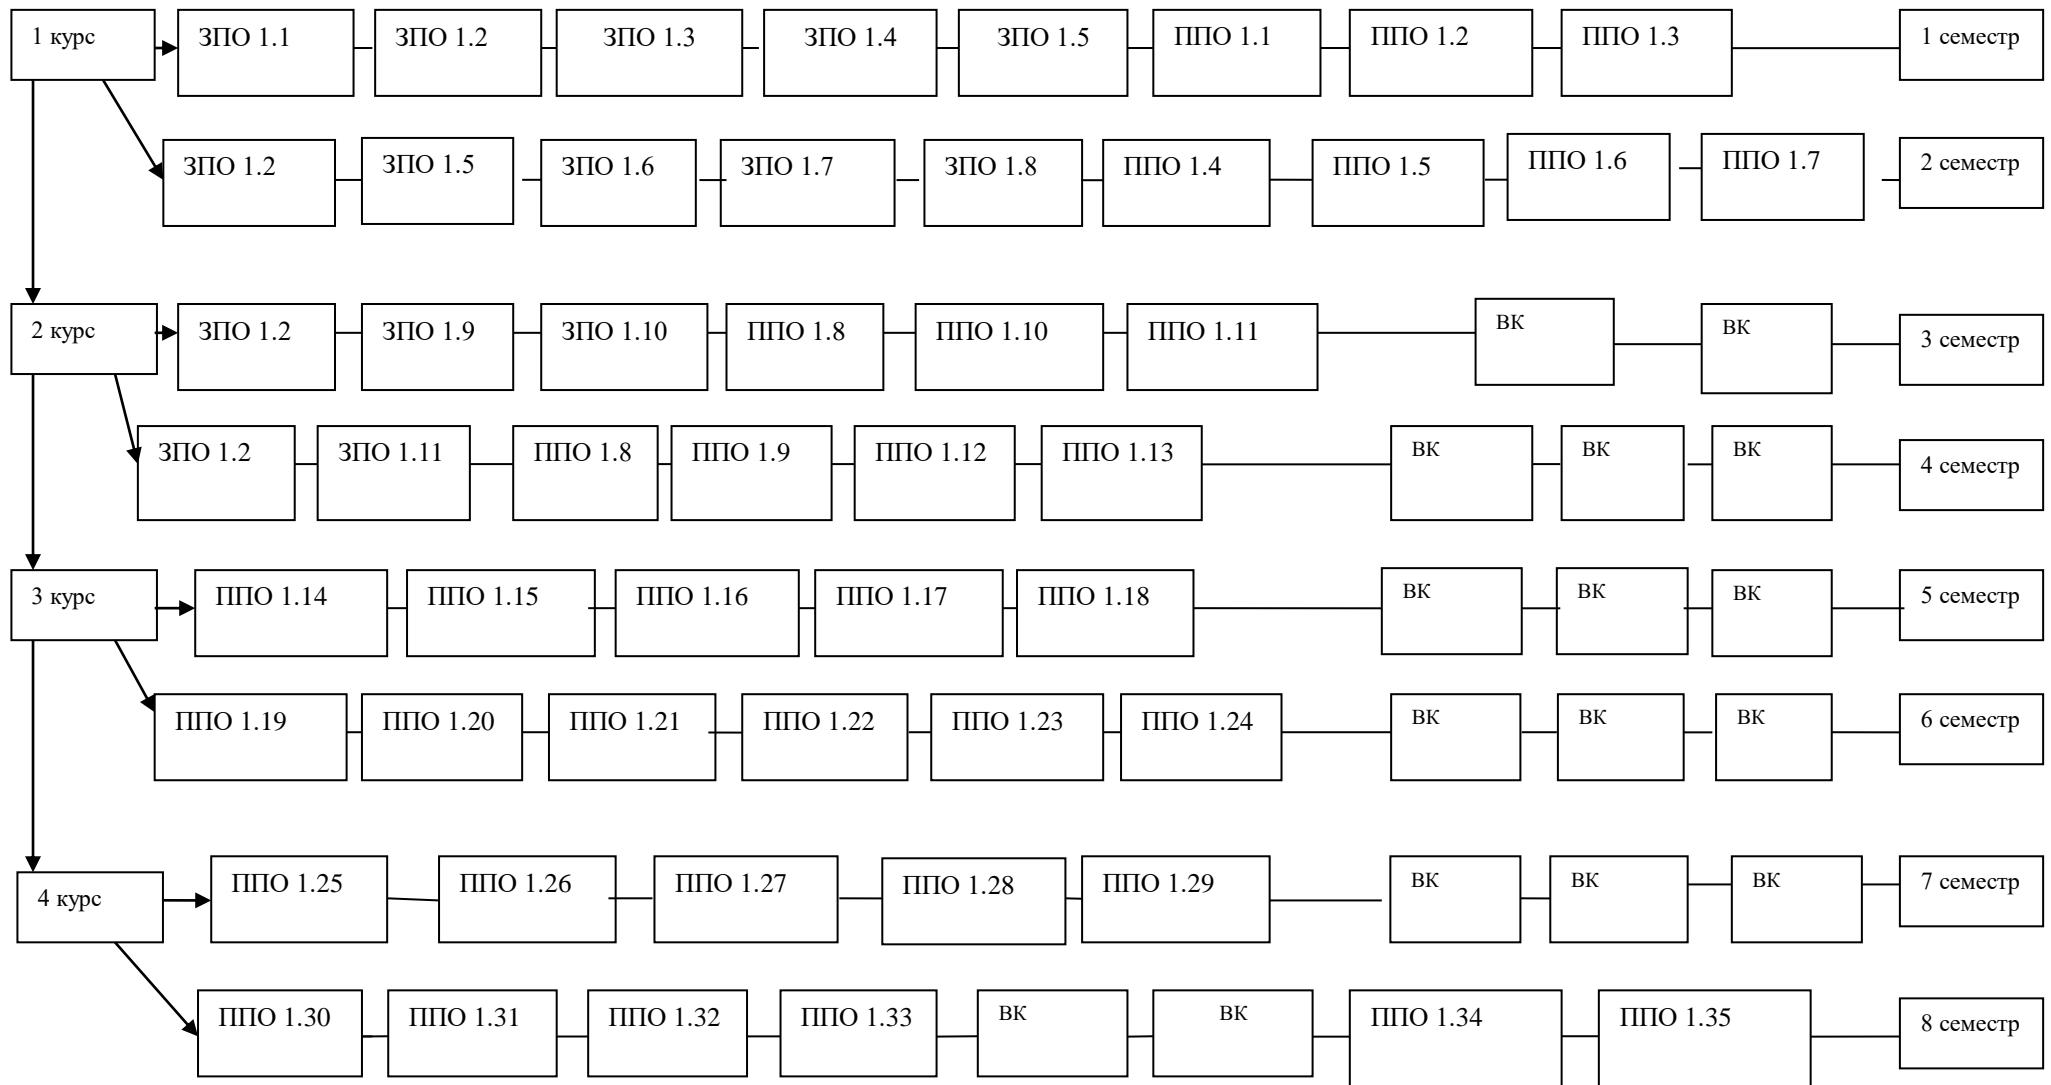 1 курс ЗПО 1.1 ЗПО 1.2 ЗПО 1.3 ЗПО 1.4 ЗПО 1.5 ППО 1.1 ППО 1.2 ППО 1.3 1 семестр
ЗПО 1.2 ЗПО 1.5 ЗПО 1.6 ЗПО 1.7 ЗПО 1.8 ППО 1.4 ППО 1.5 ППО 1.6 ППО 1.7 2 семестр
2 курс ЗПО 1.2 ЗПО 1.9 ЗПО 1.10 ППО 1.8 ППО 1.10 ППО 1.11 ВК ВК 3 семестр
ЗПО 1.2 ЗПО 1.11 ППО 1.8 ППО 1.9 ППО 1.12 ППО 1.13 ВК ВК ВК 4 семестр
3 курс ППО 1.14 ППО 1.15 ППО 1.16 ППО 1.17 ППО 1.18 ВК ВК ВК 5 семестр
ППО 1.19 ППО 1.20 ППО 1.21 ППО 1.22 ППО 1.23 ППО 1.24 ВК ВК ВК 6 семестр
4 курс ППО 1.25 ППО 1.26 ППО 1.27 ППО 1.28 ППО 1.29 ВК ВК ВК 7 семестр
ППО 1.30 ППО 1.31 ППО 1.32 ППО 1.33 ВК ВК ППО 1.34 ППО 1.35 8 семестр